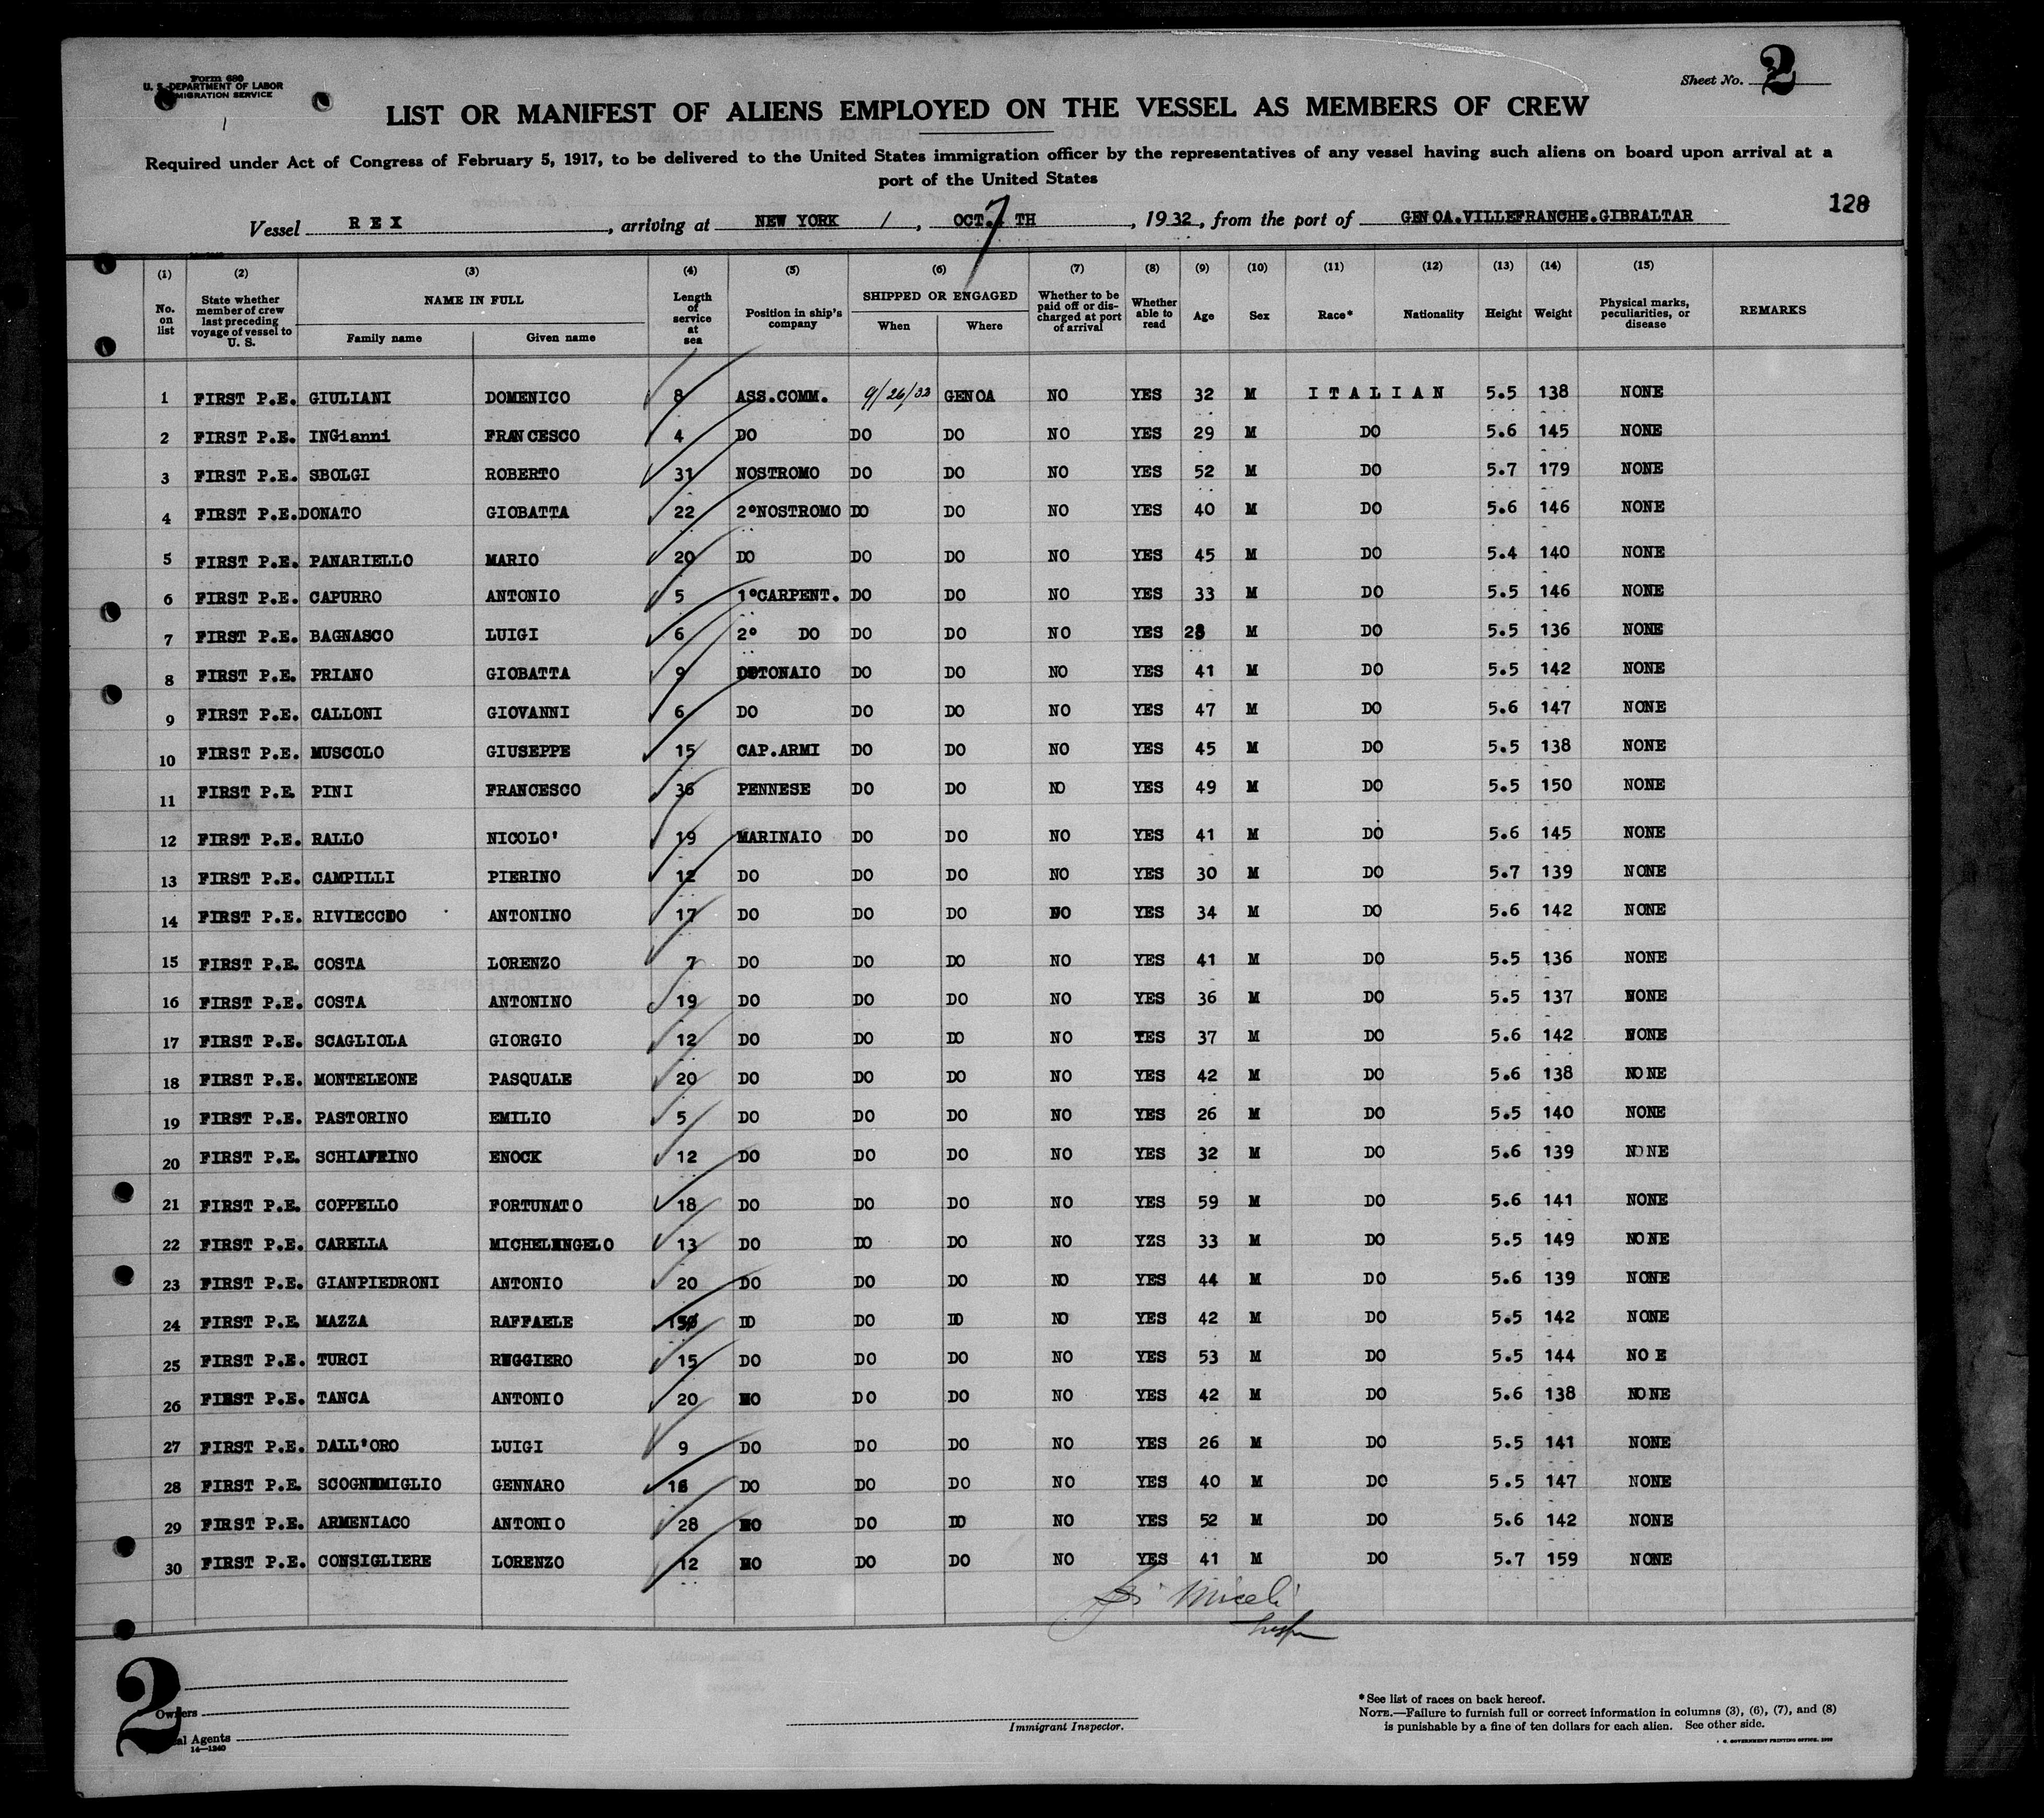 Form 680
U. S. DEPARTMENT OF LABOR
IMMIGRATION SERVICE
1
Sheet No. 2
LIST OR MANIFEST OF ALIENS EMPLOYED ON THE VESSEL AS MEMBERS OF CREW
Required under Act of Congress of February 5, 1917, to be delivered to the United States immigration officer by the representatives of any vessel having such aliens on board upon arrival at a
port of the United States
128
Vessel REX, arriving at NEW YORK, OCT. 7 TH, 1932, from the port of GENOA.VILLEFRANCHE.GIBRALTAR
(1) (2) (3) (4) (5) (6) (7) (8) (9) (10) (11) (12) (13) (14) (15)
No. on list State whether member of crew last preceding voyage of vessel to U. S. NAME IN FULL Family name Given name Length of service at sea Position in ship's company SHIPPED OR ENGAGED When Where Whether to be paid off or discharged at port of arrival Whether able to read Age Sex Race* Nationality Height Weight Physical marks, peculiarities, or disease REMARKS
1 FIRST P.E. GIULIANI DOMENICO 8 ASS.COMM. 9/26/32 GENOA NO YES 32 M ITALIAN 5.5 138 NONE
2 FIRST P.E. INGianni FRANCESCO 4 DO DO DO NO YES 29 M DO 5.6 145 NONE
3 FIRST P.E. SBOLGI ROBERTO 31 NOSTROMO DO DO NO YES 52 M DO 5.7 179 NONE
4 FIRST P.E. DONATO GIOBATTA 22 2°NOSTROMO DO DO NO YES 40 M DO 5.6 146 NONE
5 FIRST P.E. PANARIELLO MARIO 20 DO DO DO NO YES 45 M DO 5.4 140 NONE
6 FIRST P.E. CAPURRO ANTONIO 5 1°CARPENT. DO DO NO YES 33 M DO 5.5 146 NONE
7 FIRST P.E. BAGNASCO LUIGI 6 2° DO DO DO NO YES 28 M DO 5.5 136 NONE
8 FIRST P.E. PRIANO GIOBATTA 9 OTTONAIO DO DO NO YES 41 M DO 5.5 142 NONE
9 FIRST P.E. CALLONI GIOVANNI 6 DO DO DO NO YES 47 M DO 5.6 147 NONE
10 FIRST P.E. MUSCOLO GIUSEPPE 15 CAP.ARMI DO DO NO YES 45 M DO 5.5 138 NONE
11 FIRST P.E. PINI FRANCESCO 36 PENNESE DO DO NO YES 49 M DO 5.5 150 NONE
12 FIRST P.E. RALLO NICOLO' 19 MARINAIO DO DO NO YES 41 M DO 5.6 145 NONE
13 FIRST P.E. CAMPILLI PIERINO 12 DO DO DO NO YES 30 M DO 5.7 139 NONE
14 FIRST P.E. RIVIECCIO ANTONINO 17 DO DO DO NO YES 34 M DO 5.6 142 NONE
15 FIRST P.E. COSTA LORENZO 7 DO DO DO NO YES 41 M DO 5.5 136 NONE
16 FIRST P.E. COSTA ANTONINO 19 DO DO DO NO YES 36 M DO 5.5 137 NONE
17 FIRST P.E. SCAGLIOLA GIORGIO 12 DO DO DO NO YES 37 M DO 5.6 142 NONE
18 FIRST P.E. MONTELEONE PASQUALE 20 DO DO DO NO YES 42 M DO 5.6 138 NONE
19 FIRST P.E. PASTORINO EMILIO 5 DO DO DO NO YES 26 M DO 5.5 140 NONE
20 FIRST P.E. SCHIAFFINO ENOCK 12 DO DO DO NO YES 32 M DO 5.6 139 NONE
21 FIRST P.E. COPPELLO FORTUNATO 18 DO DO DO NO YES 59 M DO 5.6 141 NONE
22 FIRST P.E. CARELLA MICHELANGELO 13 DO DO DO NO YZS 33 M DO 5.5 149 NONE
23 FIRST P.E. GIANPIEDRONI ANTONIO 20 DO DO DO NO YES 44 M DO 5.6 139 NONE
24 FIRST P.E. MAZZA RAFFAELE DO DO DO NO YES 42 M DO 5.5 142 NONE
25 FIRST P.E. TURCI RUGGIERO 15 DO DO DO NO YES 53 M DO 5.5 144 NO E
26 FIRST P.E. TANCA ANTONIO 20 DO DO DO NO YES 42 M DO 5.6 138 NONE
27 FIRST P.E. DALL'ORO LUIGI 9 DO DO DO NO YES 26 M DO 5.5 141 NONE
28 FIRST P.E. SCOGNAMIGLIO GENNARO 16 DO DO DO NO YES 40 M DO 5.5 147 NONE
29 FIRST P.E. ARMENIACO ANTONIO 28 DO DO DO NO YES 52 M DO 5.6 142 NONE
30 FIRST P.E. CONSIGLIERE LORENZO 12 DO DO DO NO YES 41 M DO 5.7 159 NONE
Miceli
2
Owners
Local Agents
14—1240
Immigrant Inspector.
*See list of races on back hereof.
NOTE.—Failure to furnish full or correct information in columns (3), (6), (7), and (8)
is punishable by a fine of ten dollars for each alien. See other side.
GOVERNMENT PRINTING OFFICE